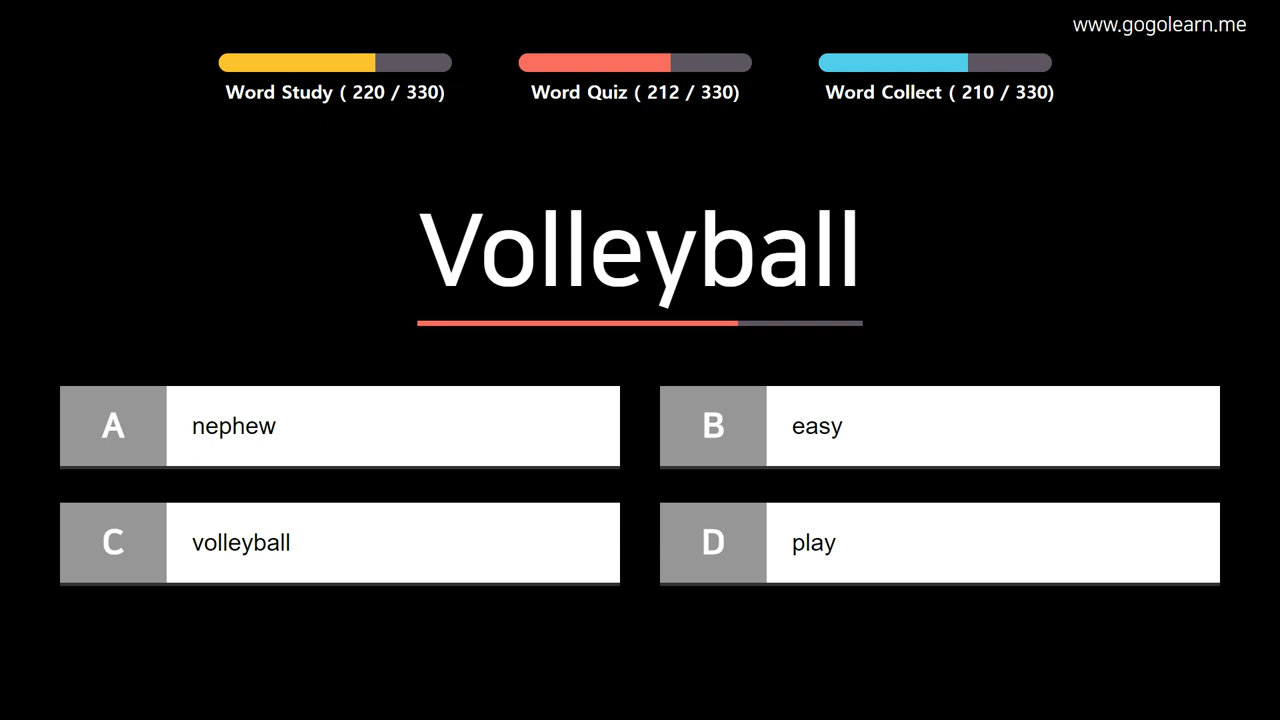 www.gogolearn.me
Word Study ( 220 / 330)
Word Quiz ( 212 / 330)
Word Collect ( 210 / 330)
Volleyball
A
nephew
B
easy
C
volleyball
D
play